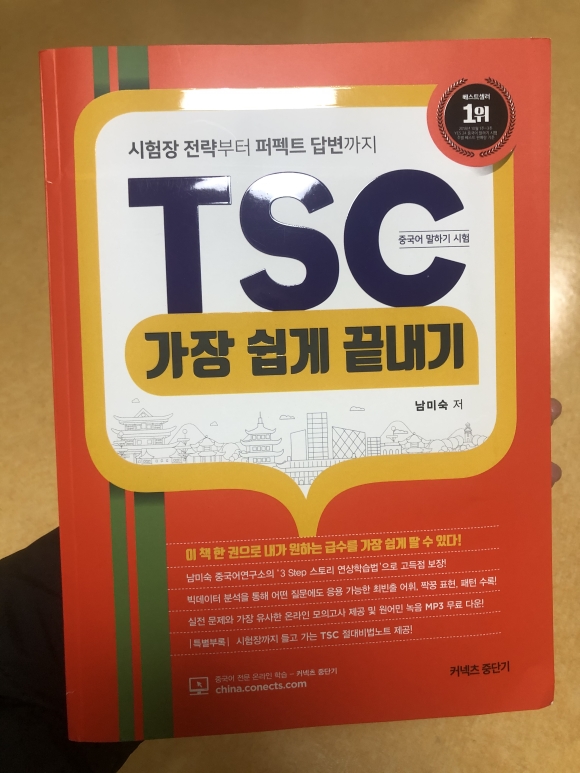 베스트셀러
1위
시험장 전략부터 퍼펙트 답변까지
TSC
중국어 말하기 시험
가장 쉽게 끝내기
남미숙 저
이 책 한 권으로 내가 원하는 급수를 가장 쉽게 딸 수 있다!
남미숙 중국어연구소의 '3 Step 스토리 연상학습법'으로 고득점 보장!
빅데이터 분석을 통해 어떤 질문에도 응용 가능한 최빈출 어휘, 짝꿍 표현, 패턴 수록!
실전 문제와 가장 유사한 온라인 모의고사 제공 및 원어민 녹음 MP3 무료 다운!
|특별부록| 시험장까지 들고 가는 TSC 절대비법노트 제공!
중국어 전문 온라인 학습 - 커넥츠 중단기
china.conects.com
커넥츠 중단기